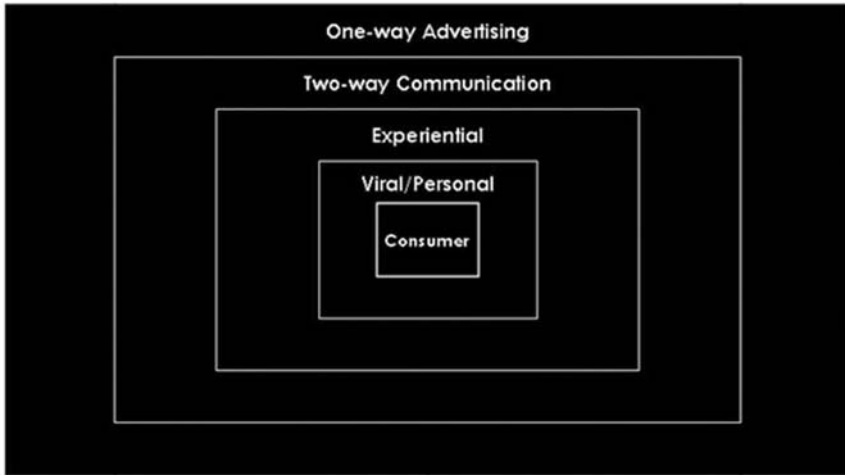 One-way Advertising
Two-way Communication
Experiential
Viral/Personal
Consumer